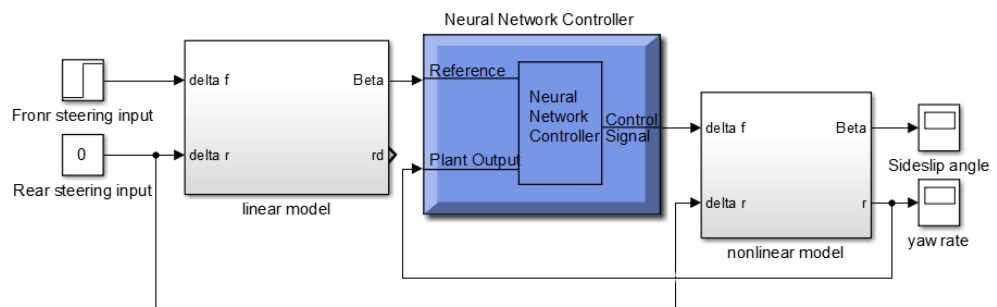 Neural Network Controller
Fronr steering input
0
Rear steering input
delta f
Beta
delta r
rd
linear model
Reference
Plant Output
Neural
Network
Controller
Control
Signal
delta f
Beta
delta r
r
nonlinear model
Sideslip angle
yaw rate